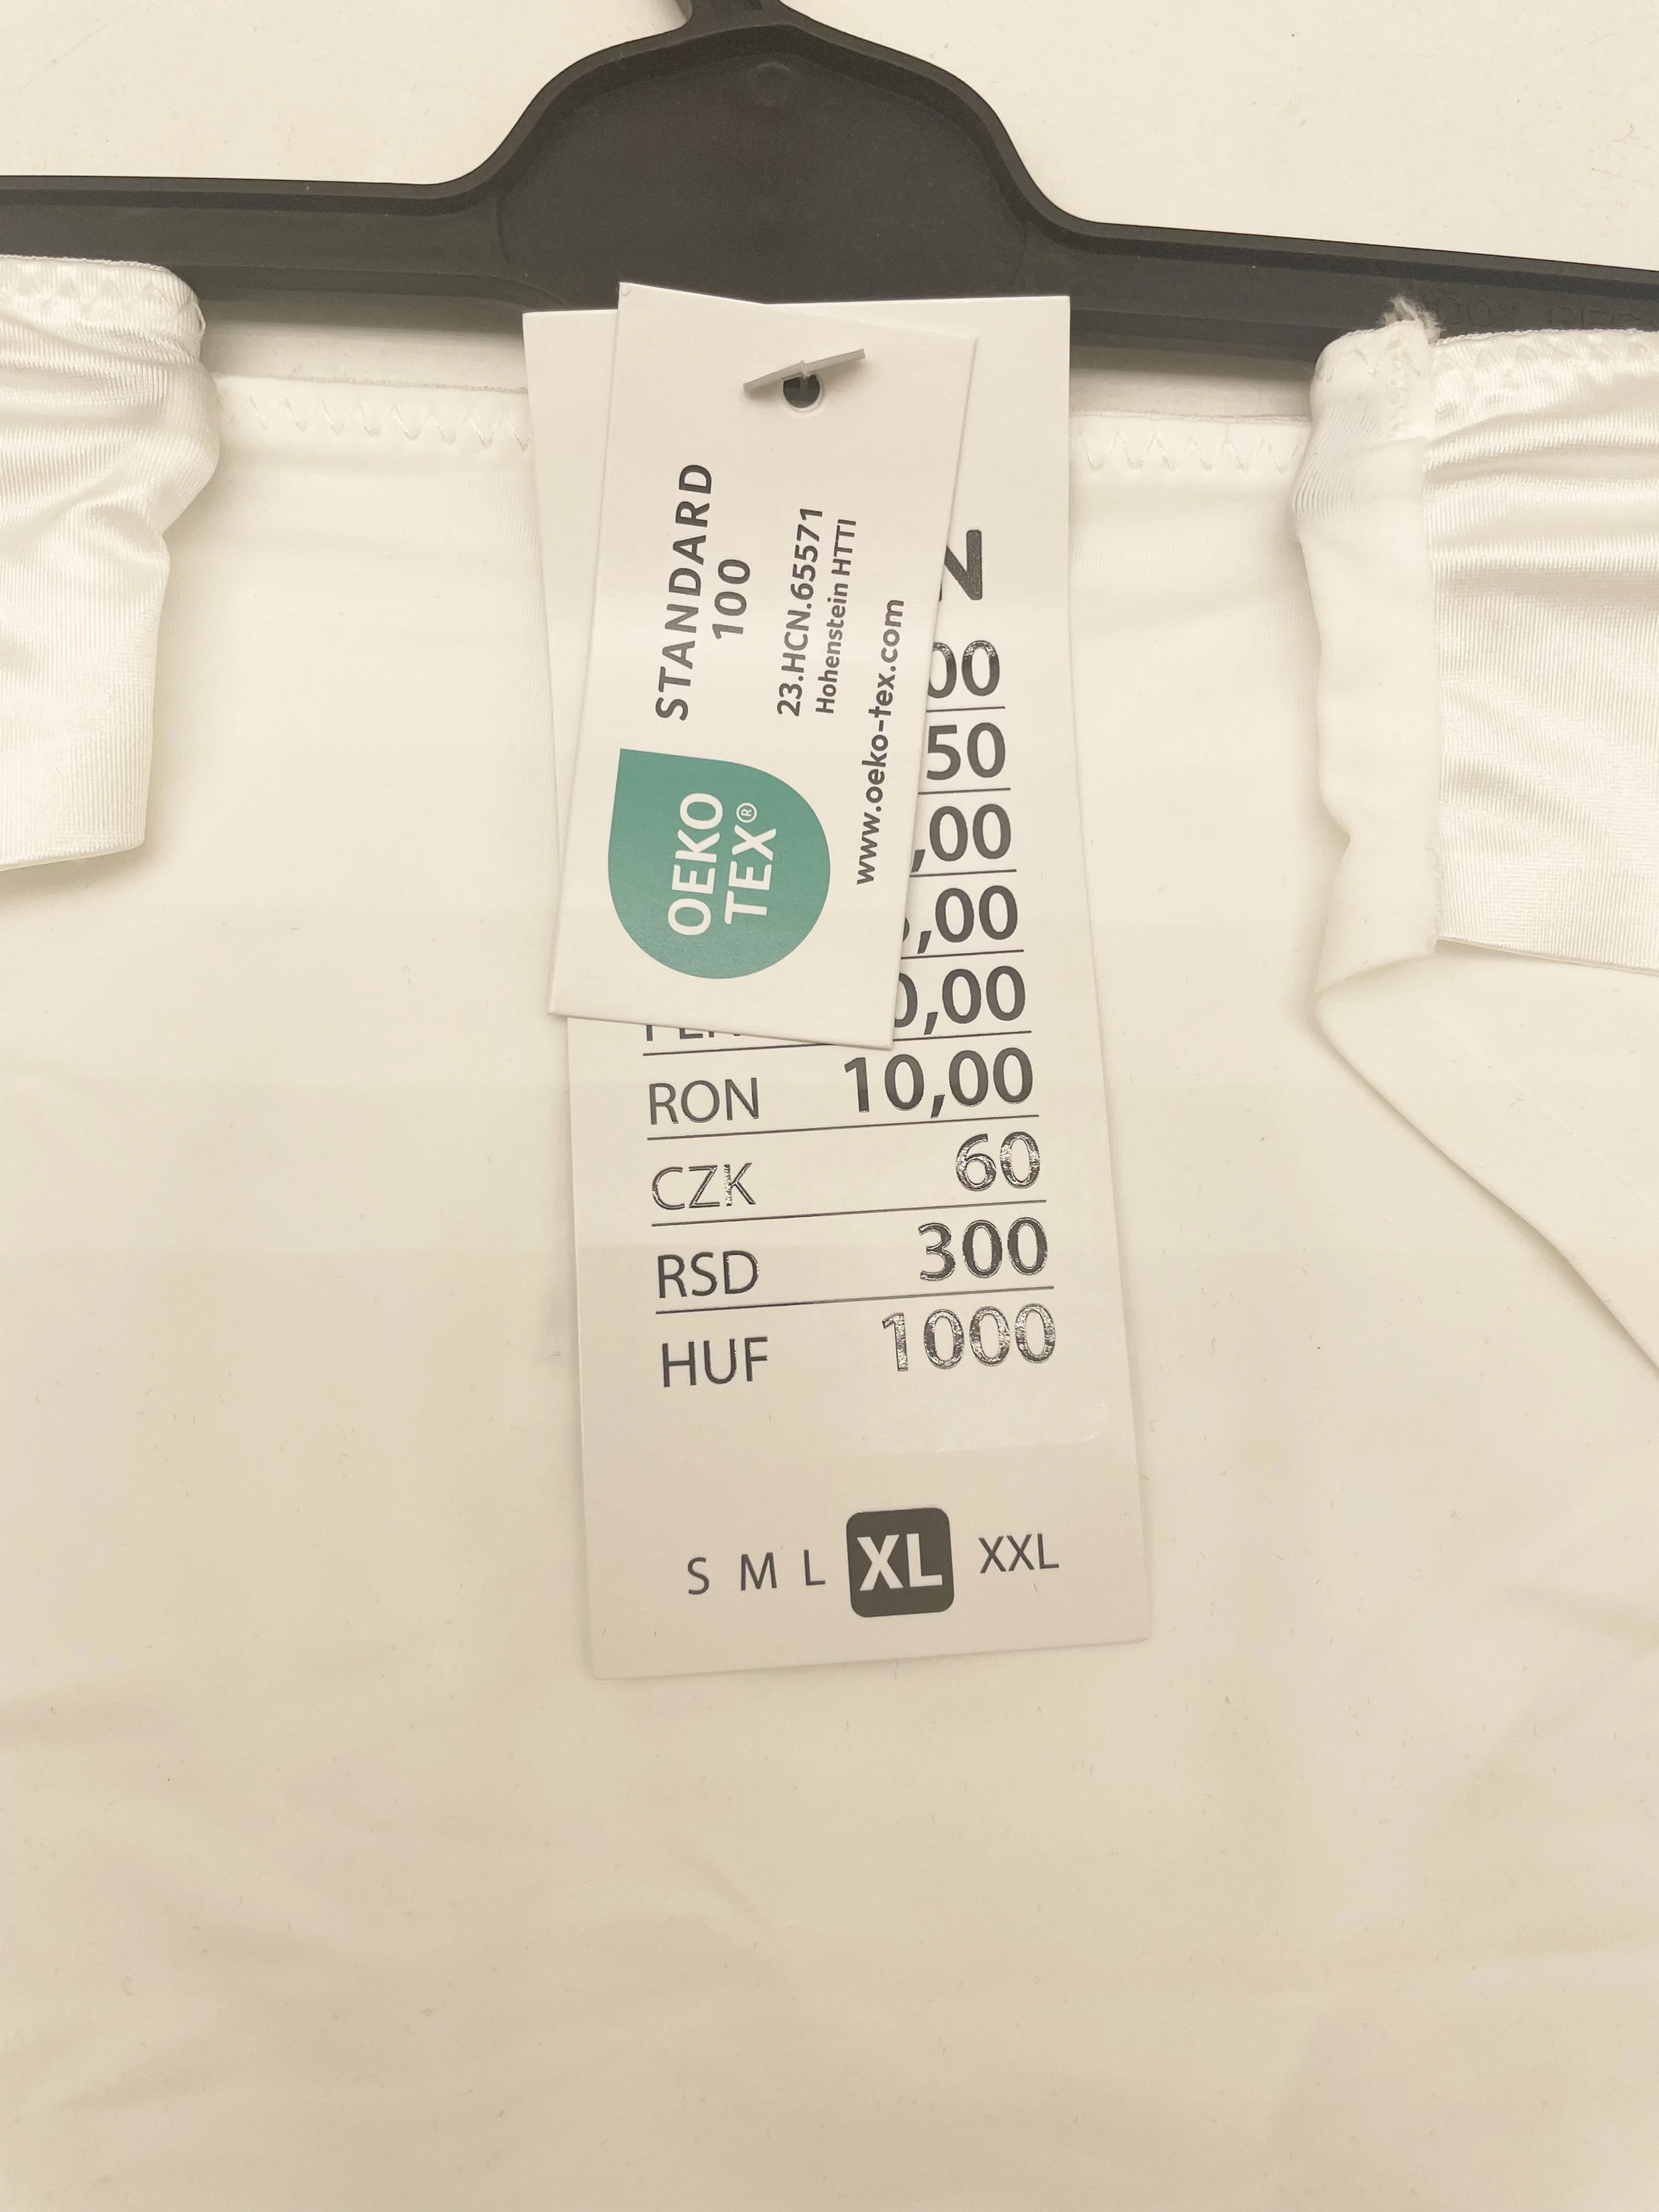 STANDARD
100
23.HCN.65571
Hohenstein HTTI
www.oeko-tex.com
OEKO
TEX®
50
,00
,00
0,00
RON 10,00
CZK 60
RSD 300
HUF 1000
S M L XL XXL